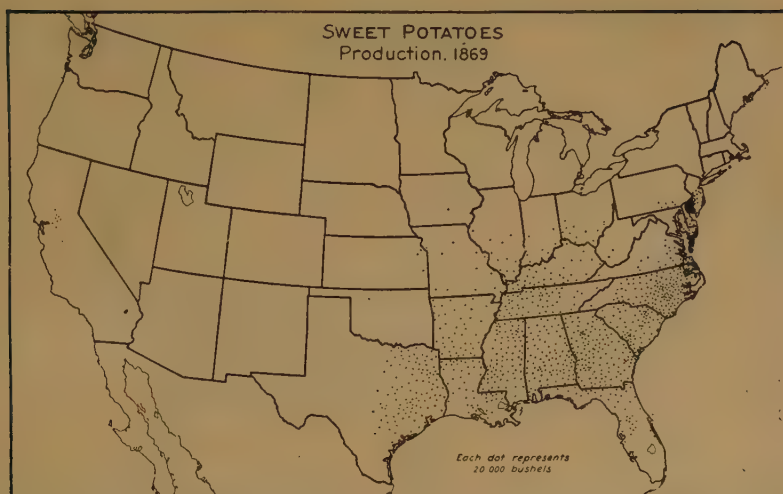 SWEET POTATOES
Production, 1869
Each dot represents
20 000 bushels